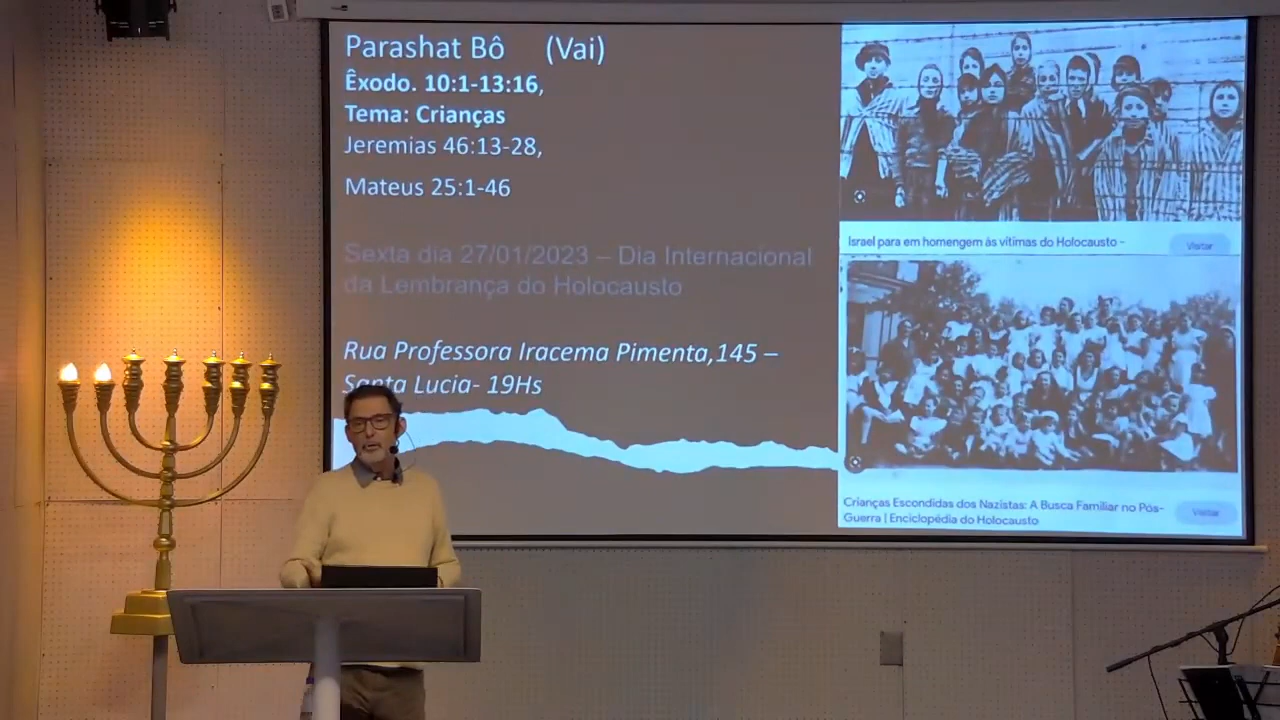 Parashat Bô (Vai)
Êxodo. 10:1-13:16,
Tema: Crianças
Jeremias 46:13-28,
Mateus 25:1-46
Sexta dia 27/01/2023 – Dia Internacional
da Lembrança do Holocausto
Rua Professora Iracema Pimenta,145 –
Santa Lucia- 19Hs
Israel para em homengem às vítimas do Holocausto -
Visitar
Crianças Escondidas dos Nazistas: A Busca Familiar no Pós-
Guerra | Enciclopédia do Holocausto
Visitar